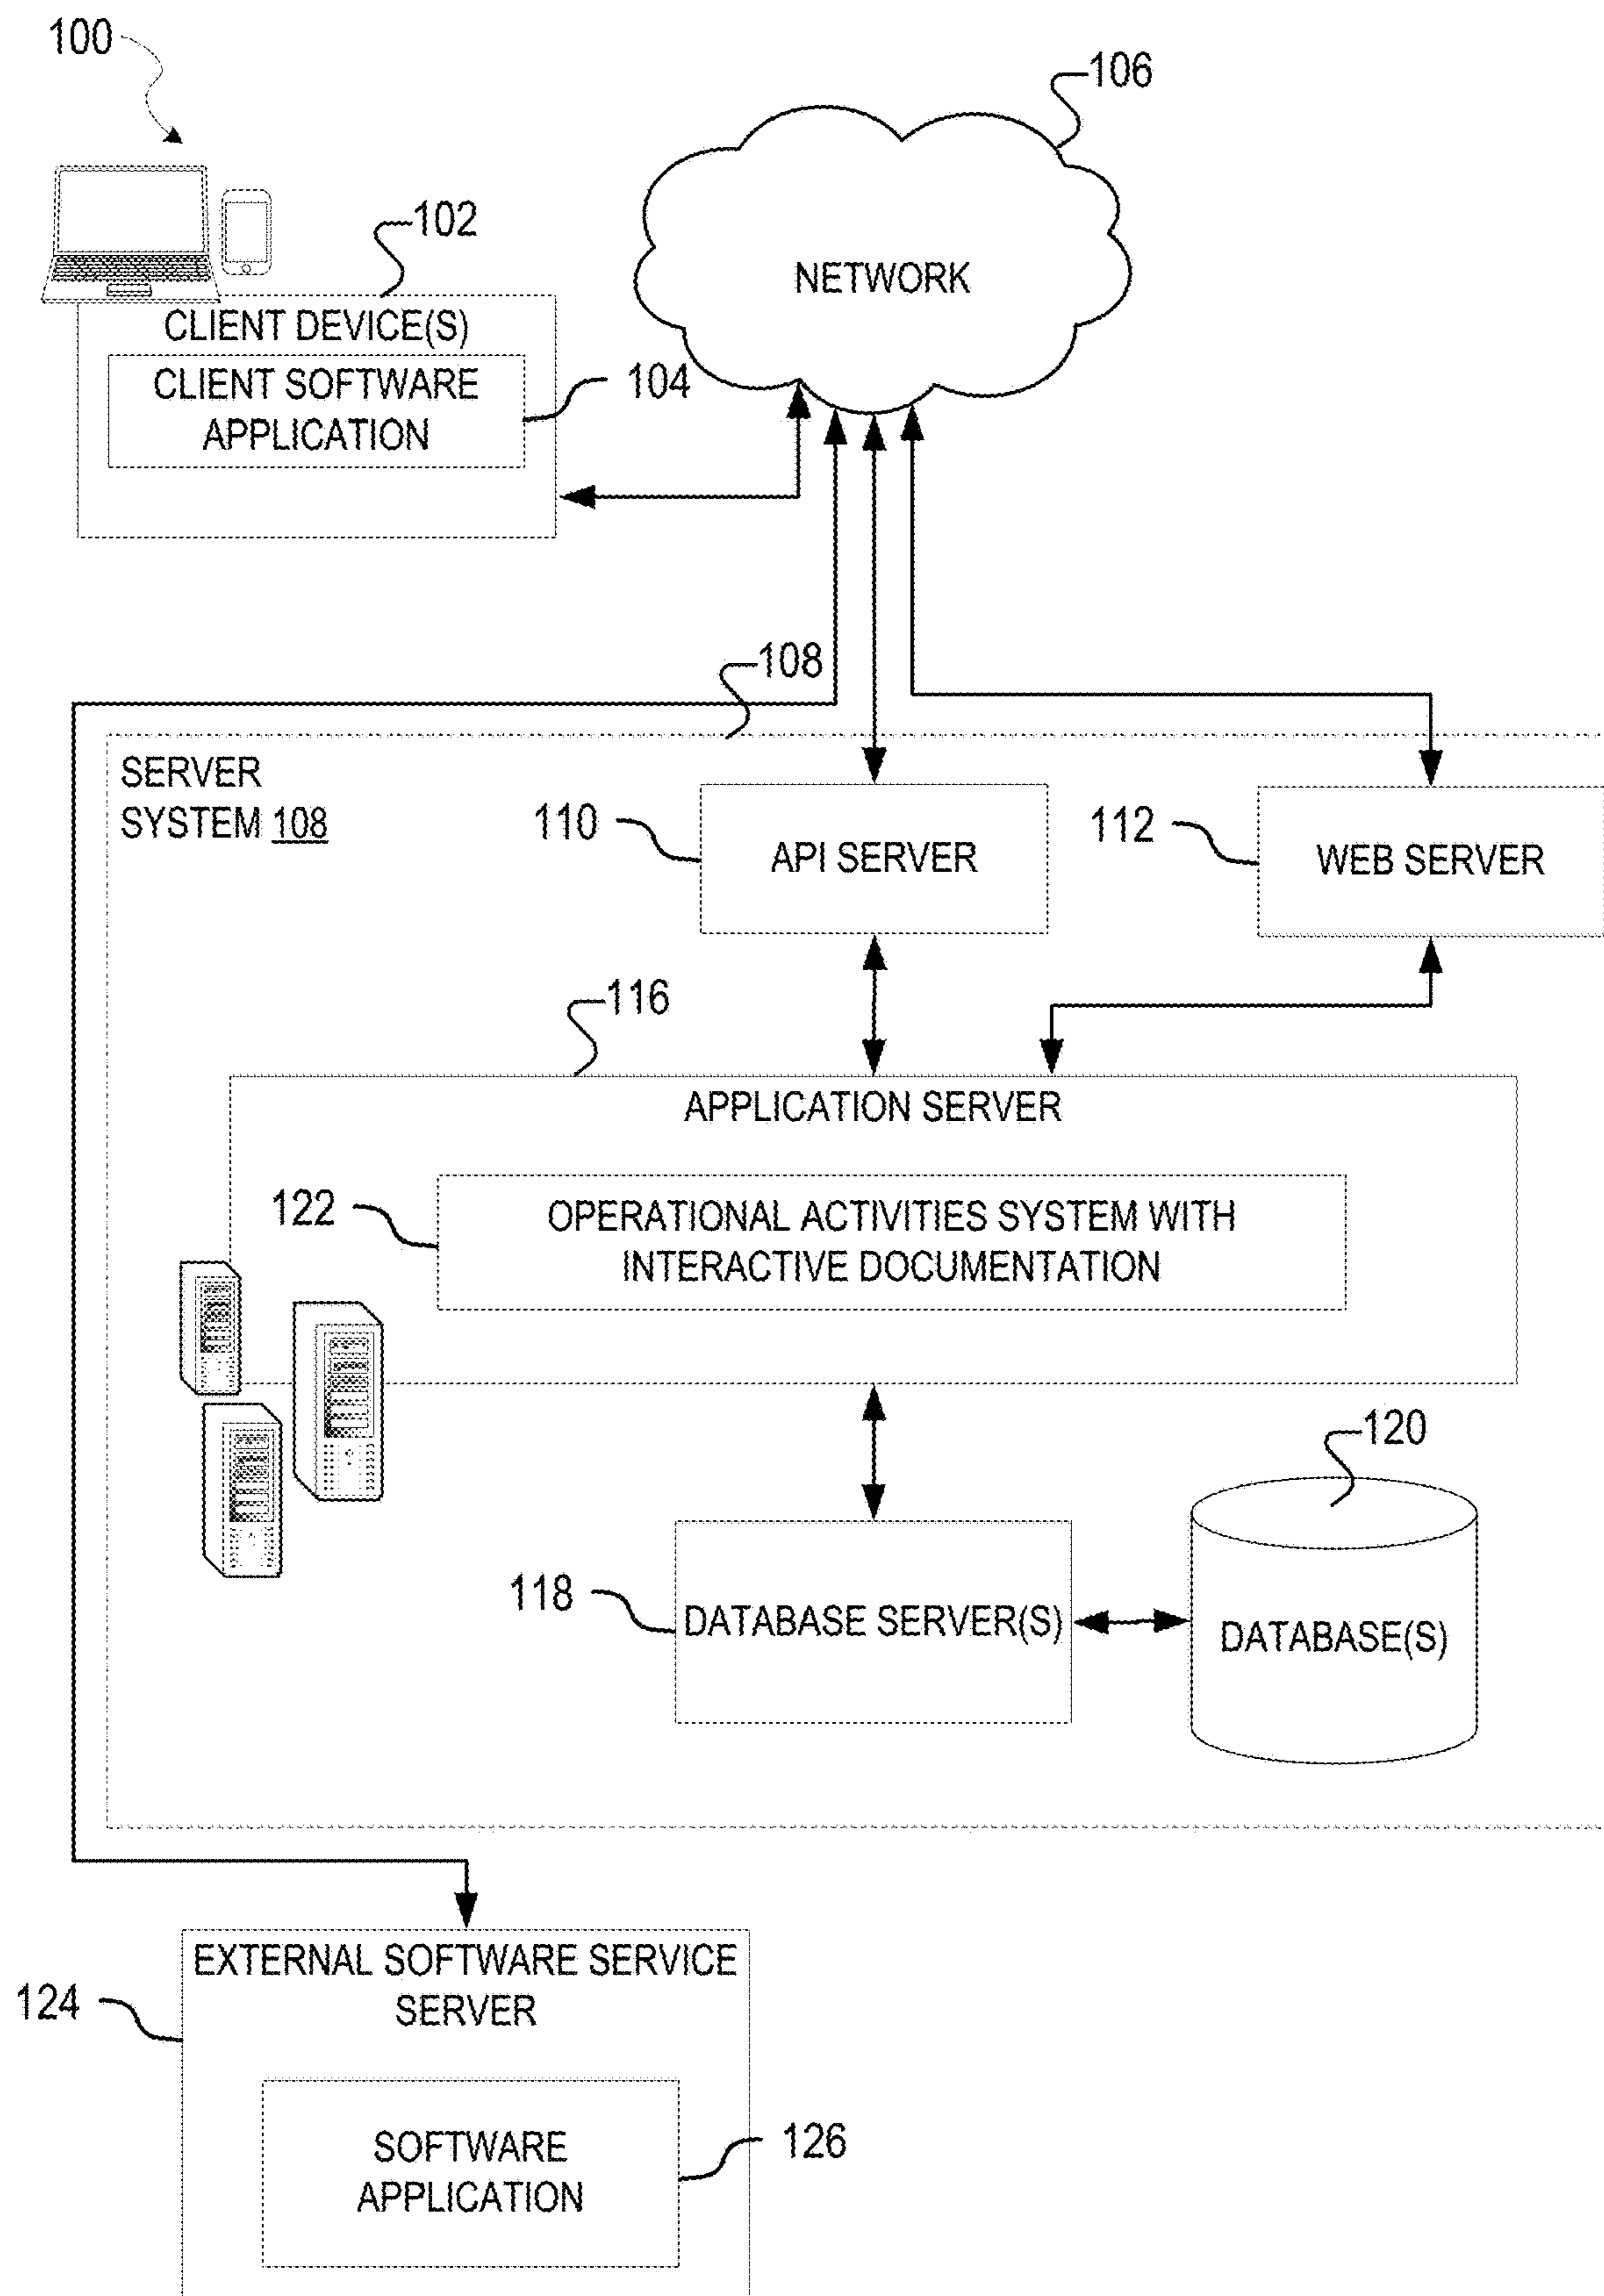 100
106
102
NETWORK
CLIENT DEVICE(S)
CLIENT SOFTWARE
APPLICATION
104
108
SERVER
SYSTEM 108
110
API SERVER
112
WEB SERVER
116
APPLICATION SERVER
122
OPERATIONAL ACTIVITIES SYSTEM WITH
INTERACTIVE DOCUMENTATION
120
118
DATABASE SERVER(S)
DATABASE(S)
EXTERNAL SOFTWARE SERVICE
SERVER
124
SOFTWARE
APPLICATION
126